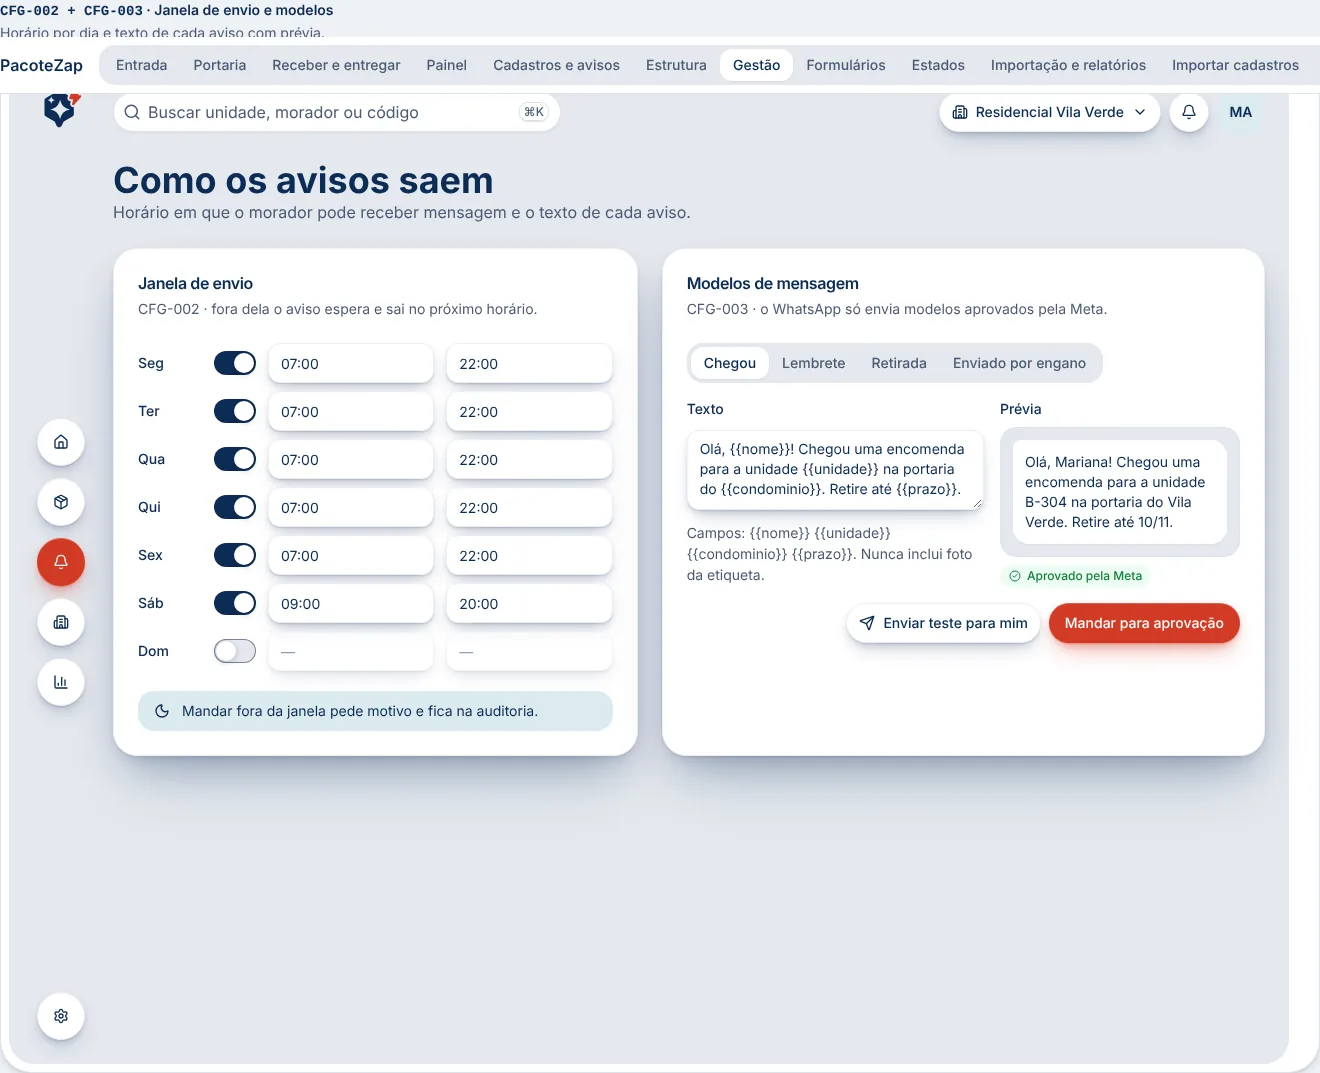 CFG-002 + CFG-003 · Janela de envio e modelos
Horário por dia e texto de cada aviso com prévia.
PacoteZap
Entrada
Portaria
Receber e entregar
Painel
Cadastros e avisos
Estrutura
Gestão
Formulários
Estados
Importação e relatórios
Importar cadastros
Buscar unidade, morador ou código
⌘K
Residencial Vila Verde
MA
Como os avisos saem
Horário em que o morador pode receber mensagem e o texto de cada aviso.
Janela de envio
CFG-002 · fora dela o aviso espera e sai no próximo horário.
Seg 07:00 22:00
Ter 07:00 22:00
Qua 07:00 22:00
Qui 07:00 22:00
Sex 07:00 22:00
Sáb 09:00 20:00
Dom — —
Mandar fora da janela pede motivo e fica na auditoria.
Modelos de mensagem
CFG-003 · o WhatsApp só envia modelos aprovados pela Meta.
Chegou
Lembrete
Retirada
Enviado por engano
Texto
Olá, {{nome}}! Chegou uma encomenda
para a unidade {{unidade}} na portaria
do {{condominio}}. Retire até {{prazo}}.
Campos: {{nome}} {{unidade}}
{{condominio}} {{prazo}}. Nunca inclui foto
da etiqueta.
Prévia
Olá, Mariana! Chegou uma
encomenda para a unidade
B-304 na portaria do Vila
Verde. Retire até 10/11.
Aprovado pela Meta
Enviar teste para mim
Mandar para aprovação